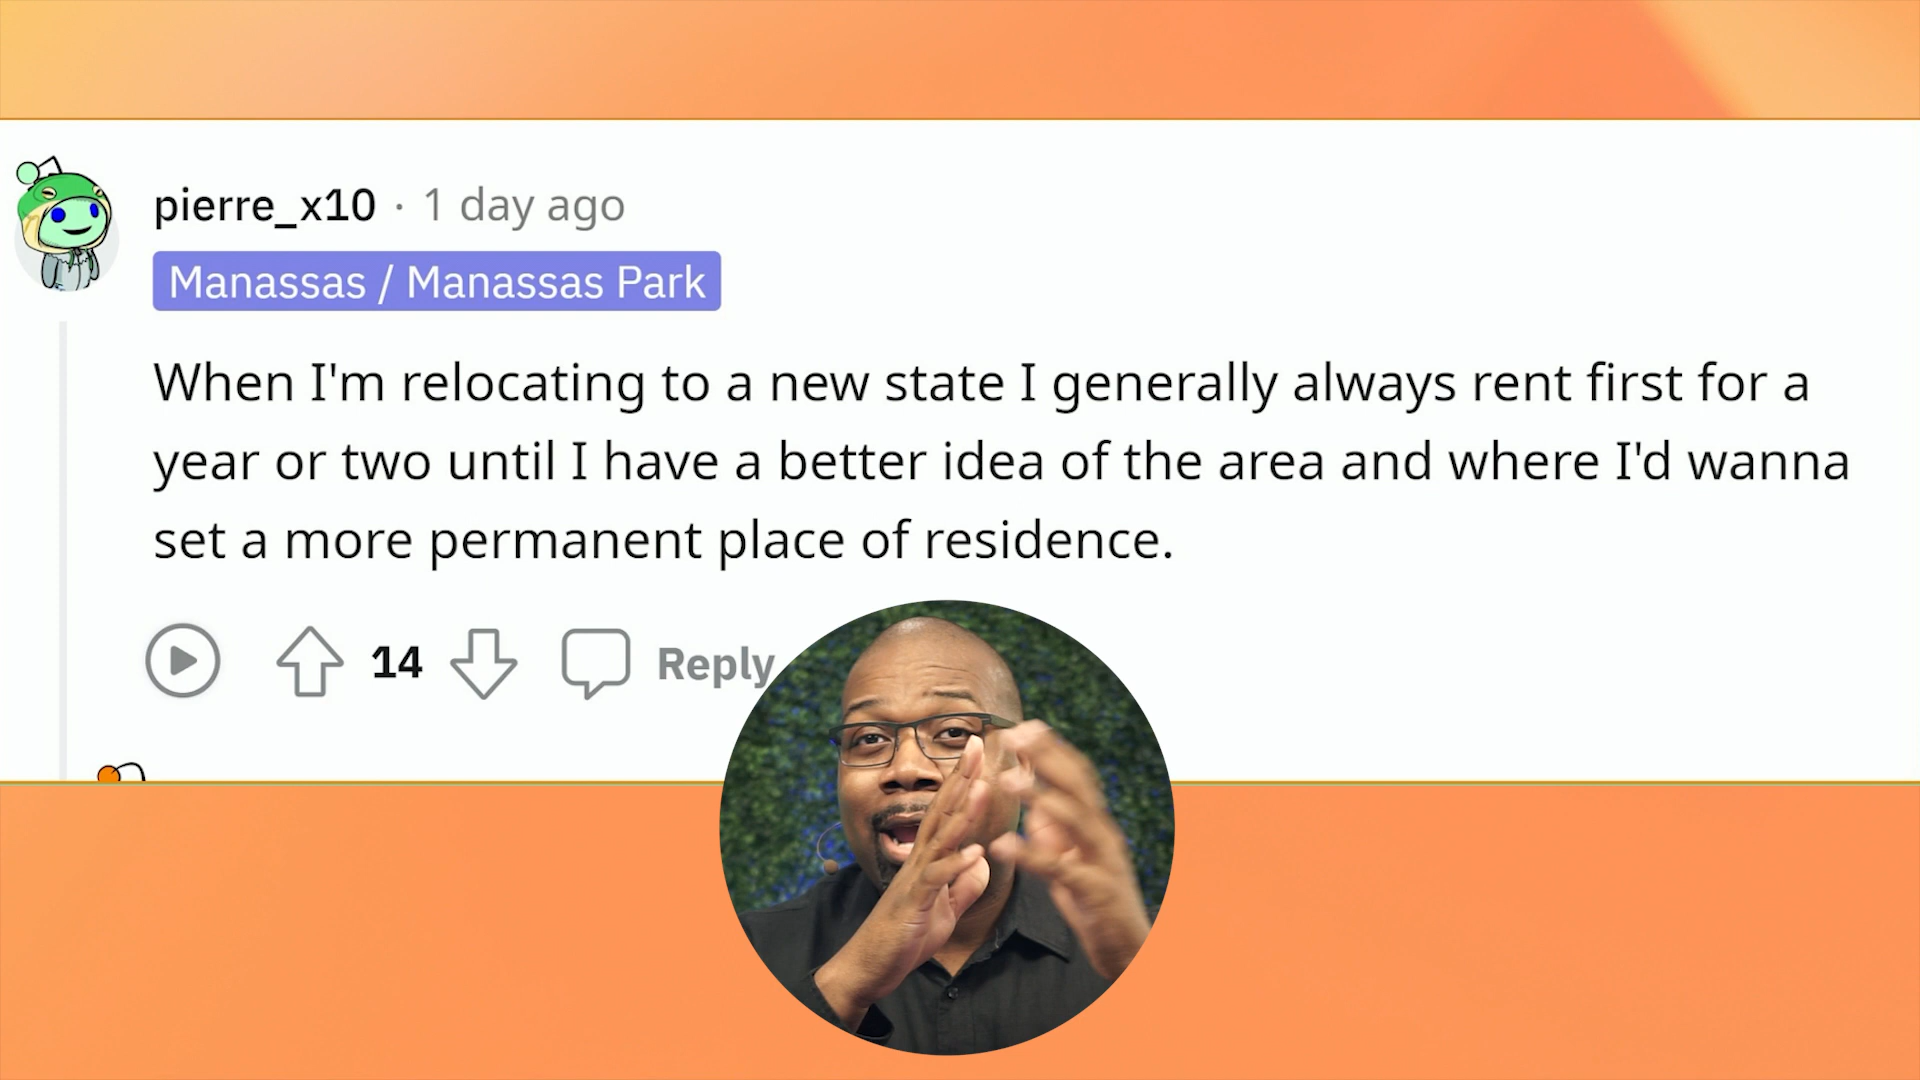 pierre_x10 · 1 day ago
Manassas / Manassas Park
When I'm relocating to a new state I generally always rent first for a
year or two until I have a better idea of the area and where I'd wanna
set a more permanent place of residence.
14 Reply